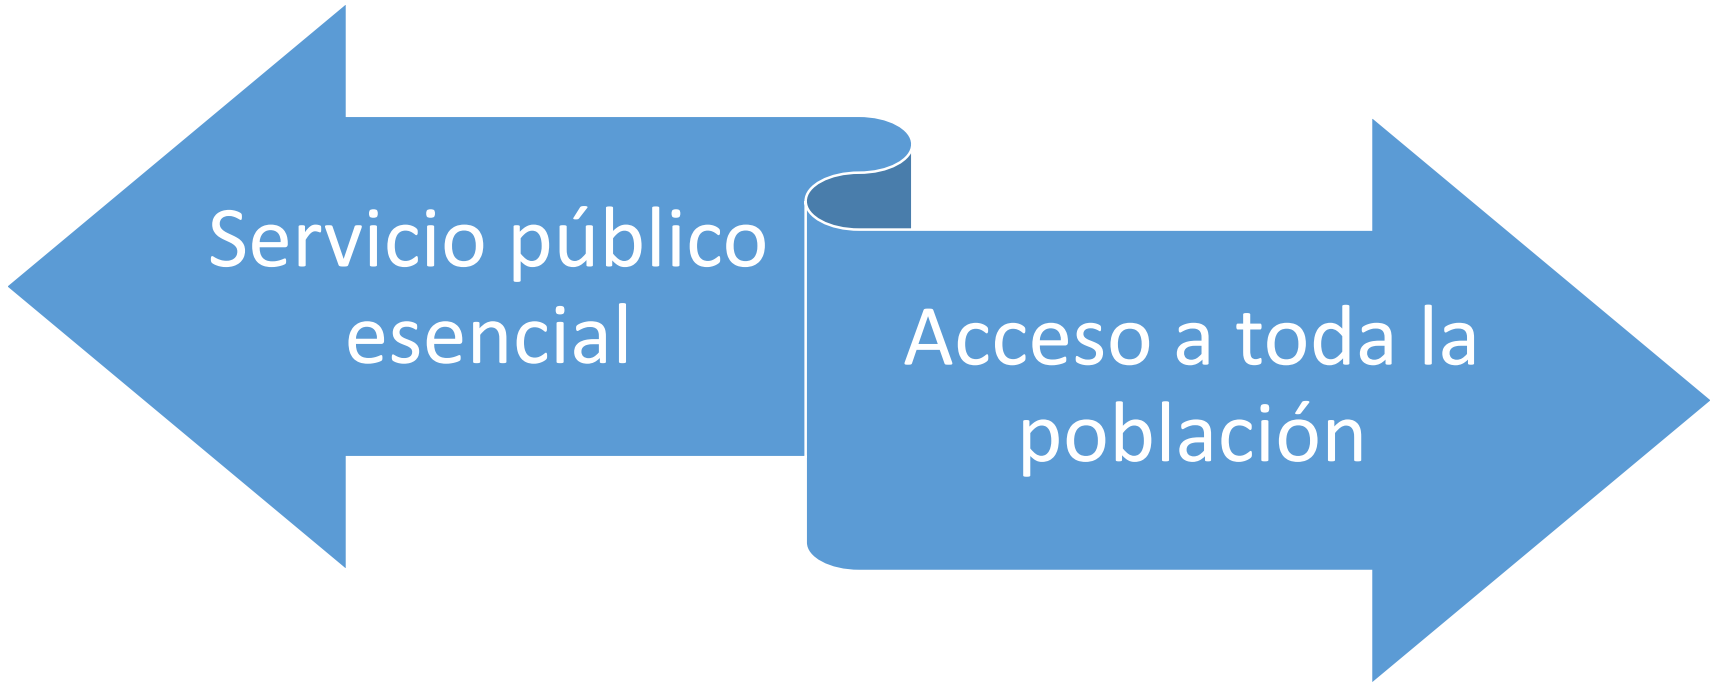 Servicio público
esencial
Acceso a toda la
población